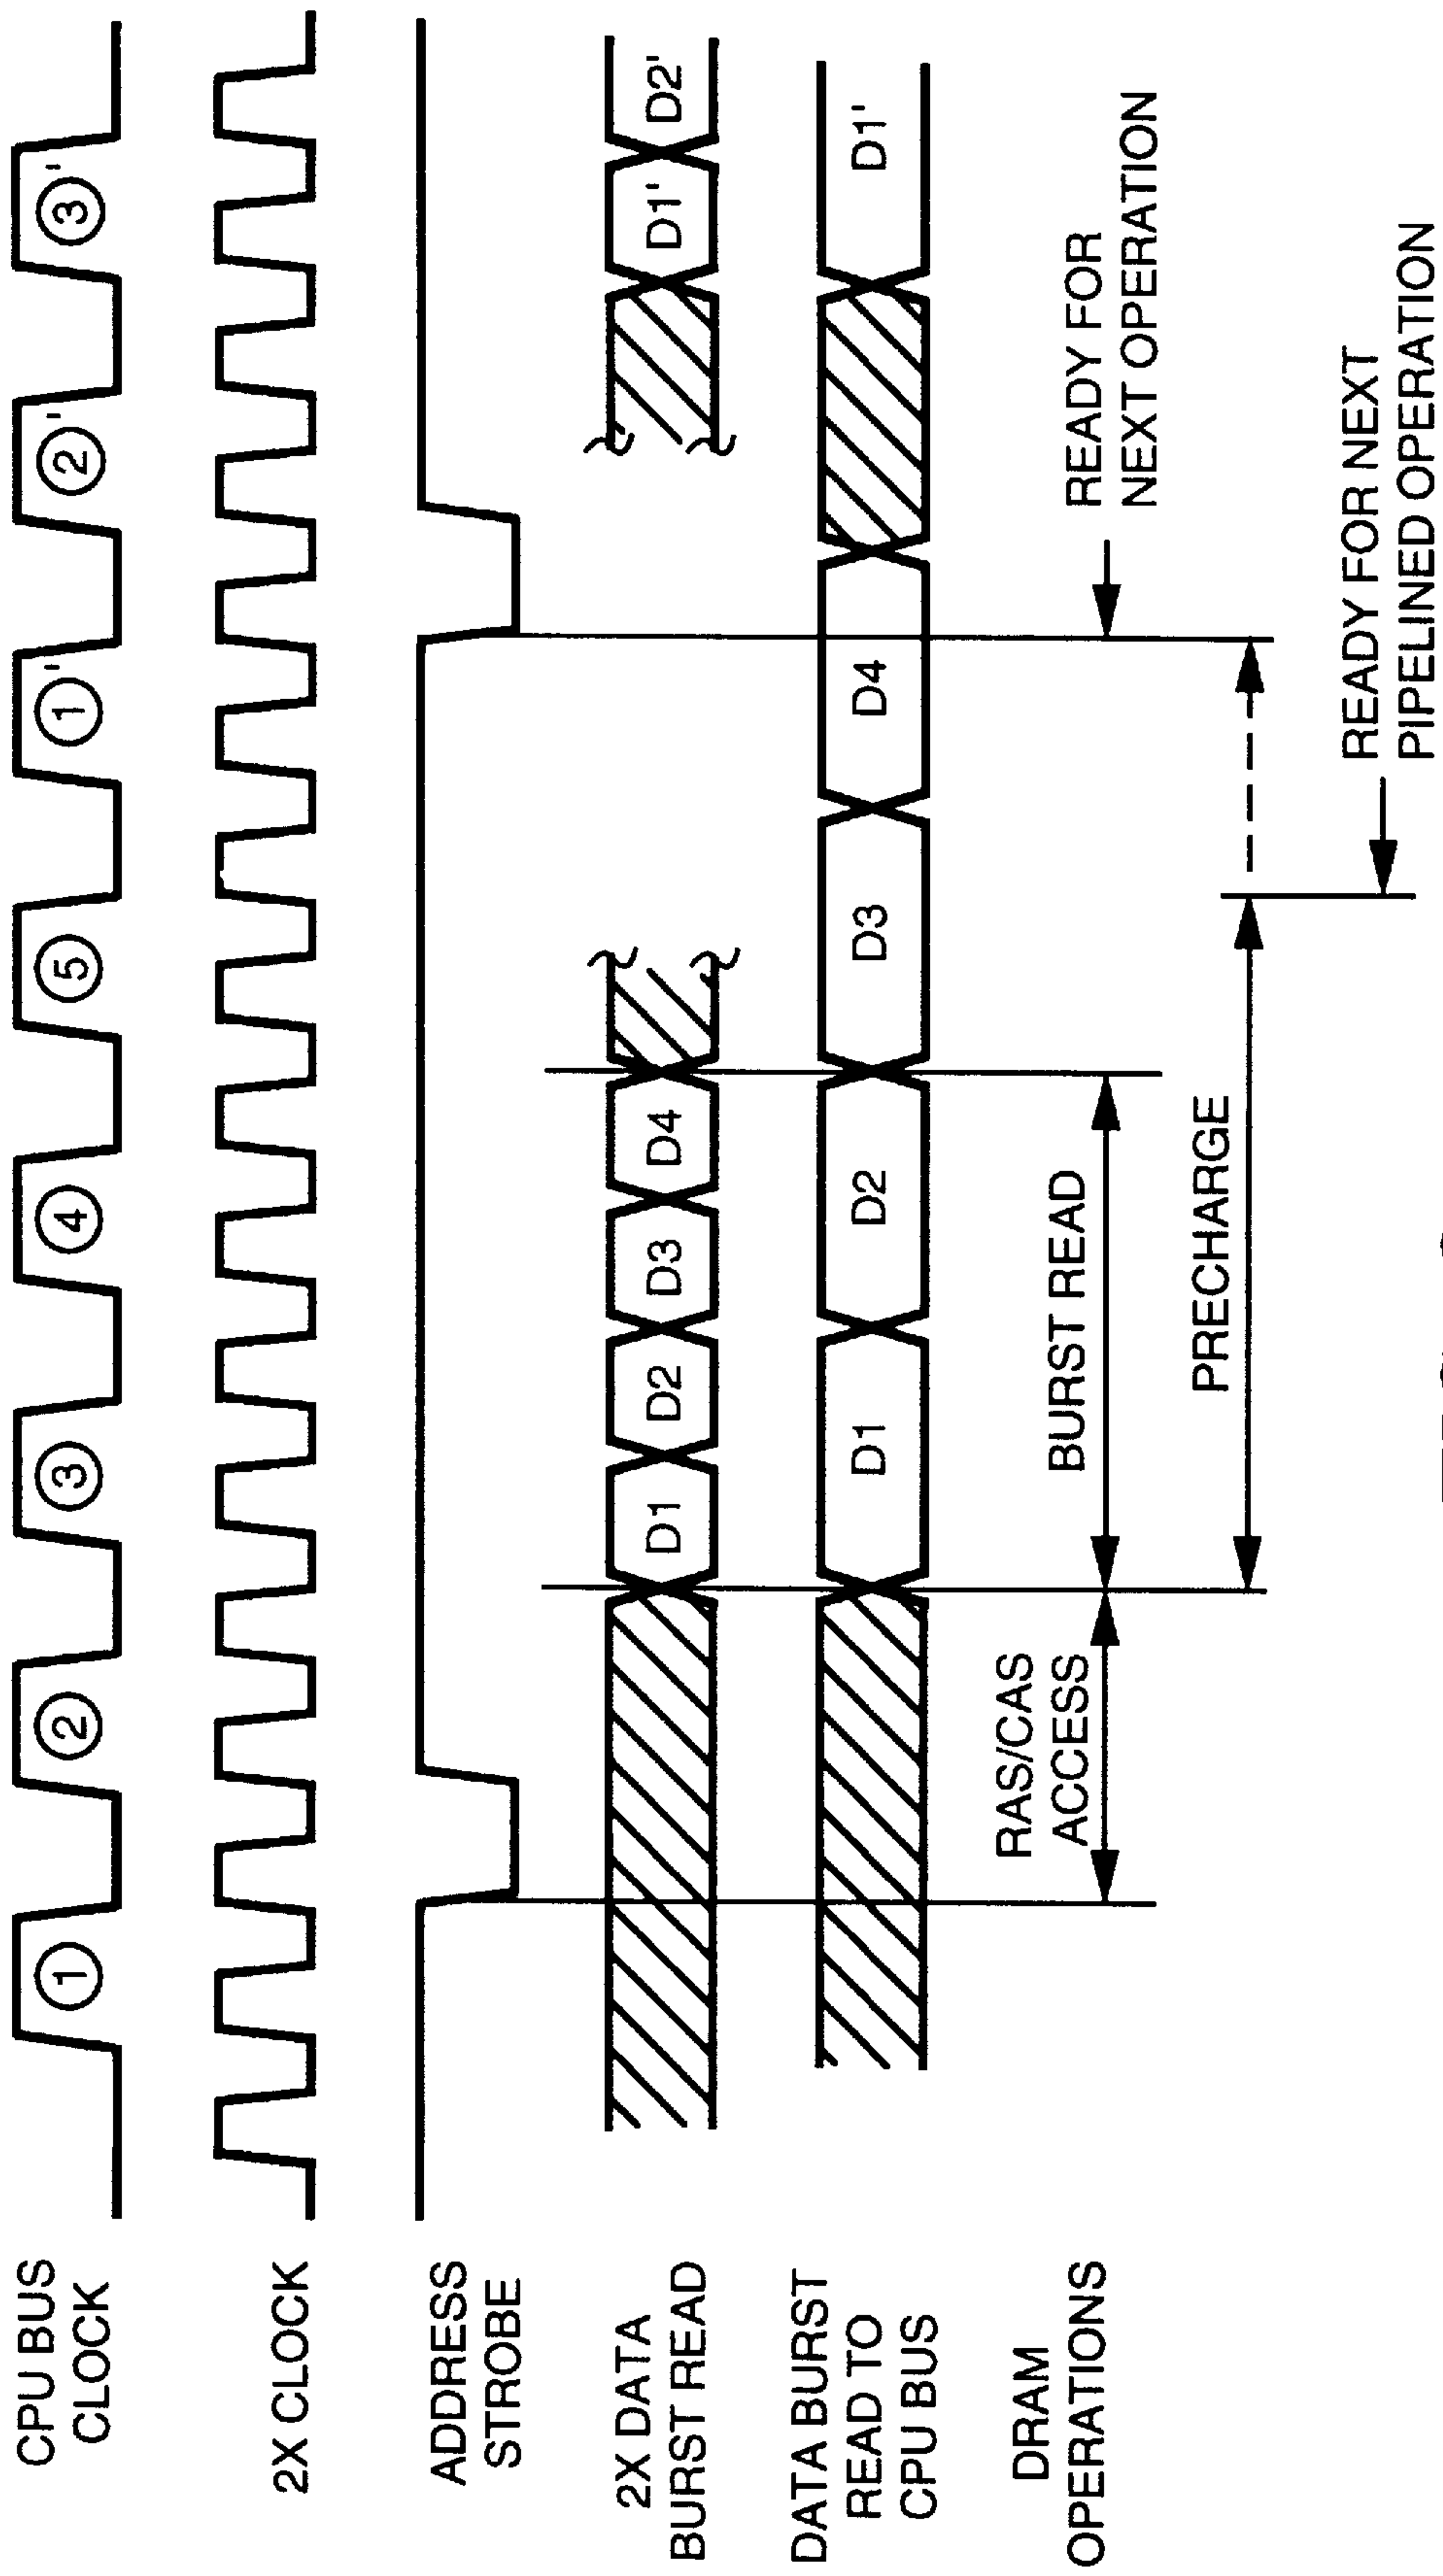 CPU BUS
CLOCK
① ② ③ ④ ⑤ ①' ②' ③'
2X CLOCK
ADDRESS
STROBE
2X DATA
BURST READ
D1 D2 D3 D4 D1' D2'
DATA BURST
READ TO
CPU BUS
D1 D2 D3 D4 D1'
DRAM
OPERATIONS
RAS/CAS
ACCESS
BURST READ
PRECHARGE
READY FOR
NEXT OPERATION
READY FOR NEXT
PIPELINED OPERATION